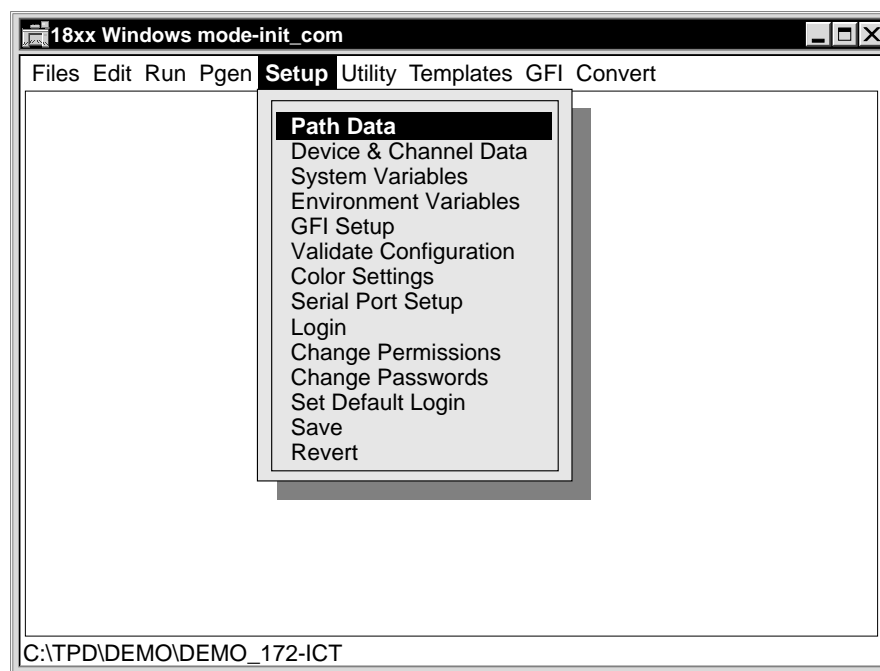 18xx Windows mode-init_com
Files Edit Run Pgen Setup Utility Templates GFI Convert
Path Data
Device & Channel Data
System Variables
Environment Variables
GFI Setup
Validate Configuration
Color Settings
Serial Port Setup
Login
Change Permissions
Change Passwords
Set Default Login
Save
Revert
C:\TPD\DEMO\DEMO_172-ICT